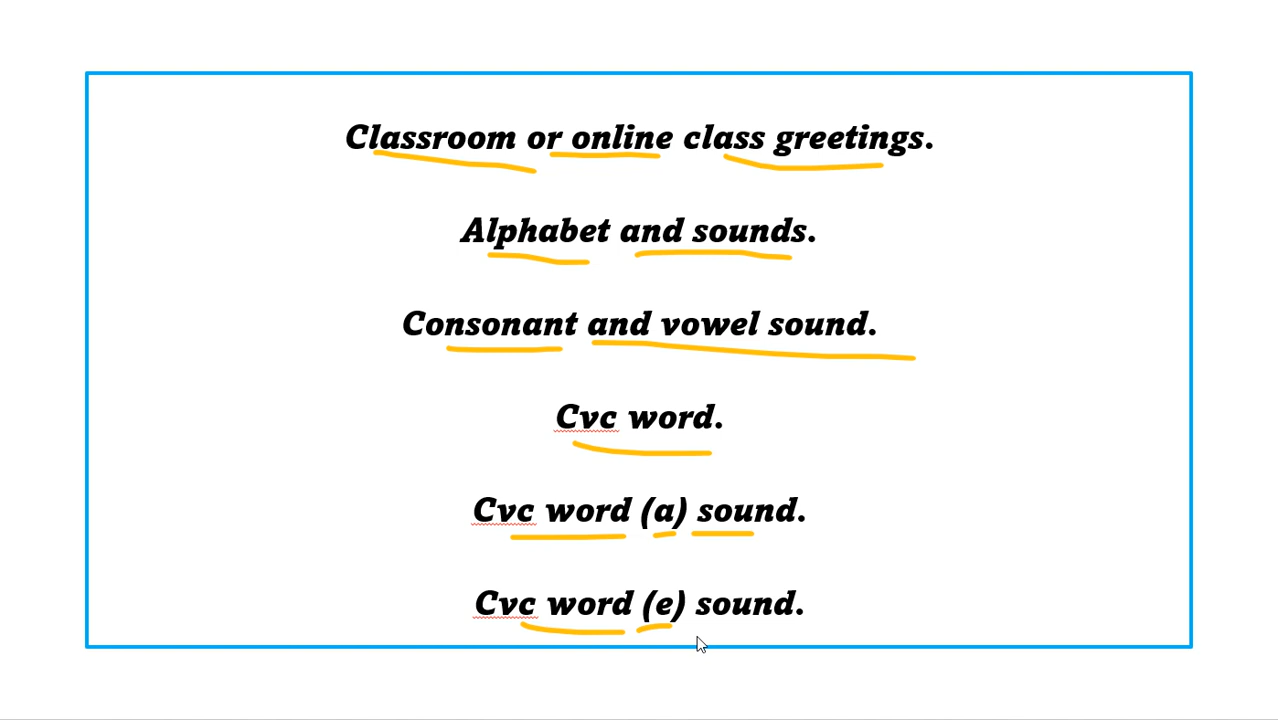 Classroom or online class greetings.
Alphabet and sounds.
Consonant and vowel sound.
Cvc word.
Cvc word (a) sound.
Cvc word (e) sound.